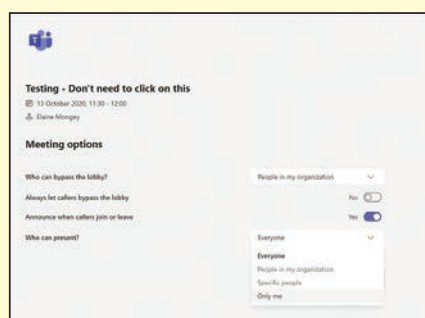 Testing - Don't need to click on this
13 October 2020, 11:30 - 12:00
Elaine Mongey
Meeting options
Who can bypass the lobby? People in my organization
Always let callers bypass the lobby No
Announce when callers join or leave Yes
Who can present? Everyone
Everyone
People in my organization
Specific people
Only me